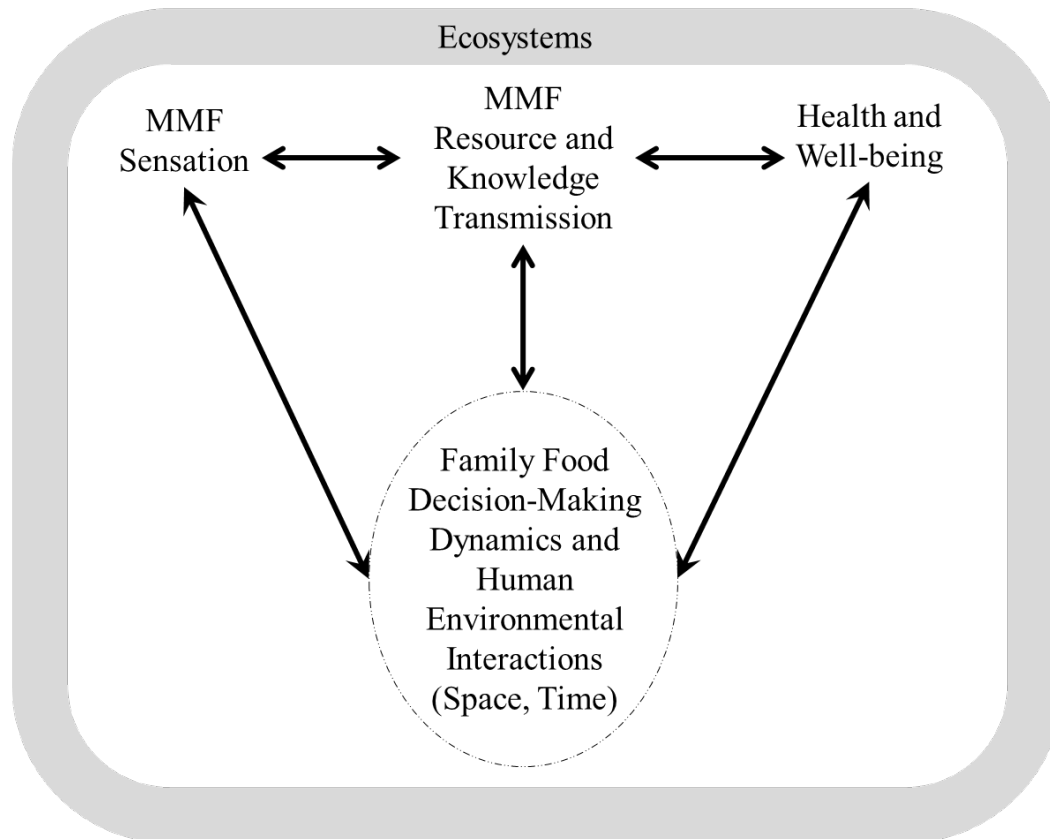 Ecosystems
MMF
Sensation
MMF
Resource and
Knowledge
Transmission
Health and
Well-being
Family Food
Decision-Making
Dynamics and
Human
Environmental
Interactions
(Space, Time)